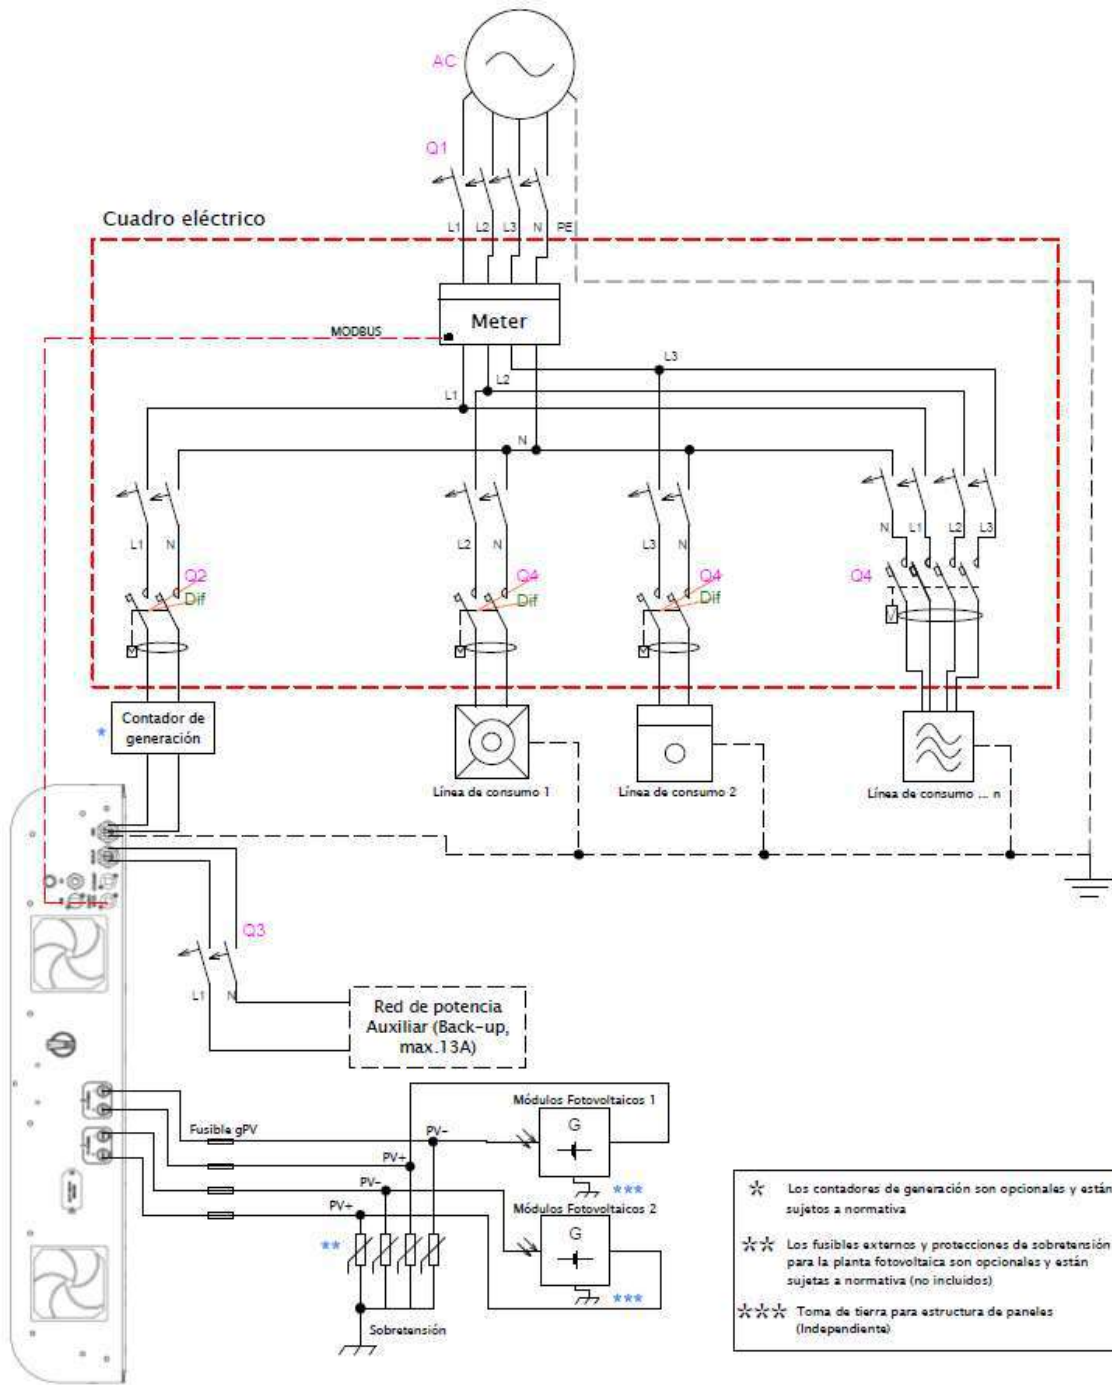 AC
Q1
Cuadro eléctrico
L1 L2 L3 N PE
Meter
MODBUS
L3
L2
L1
N
L1 N
L2 N
L3 N
N L1 L2 L3
Q2
Dif
Q4
Dif
Q4
Dif
Q4
* Contador de
generación
Línea de consumo 1
Línea de consumo 2
Línea de consumo ... n
Q3
L1 N
Red de potencia
Auxiliar (Back-up,
max.13A)
Módulos Fotovoltaicos 1
Fusible gPV
PV-
G
PV+
***
PV-
Módulos Fotovoltaicos 2
PV+
G
**
***
Sobretensión
* Los contadores de generación son opcionales y están
sujetos a normativa
** Los fusibles externos y protecciones de sobretensión
para la planta fotovoltaica son opcionales y están
sujetas a normativa (no incluidos)
*** Toma de tierra para estructura de paneles
(Independiente)